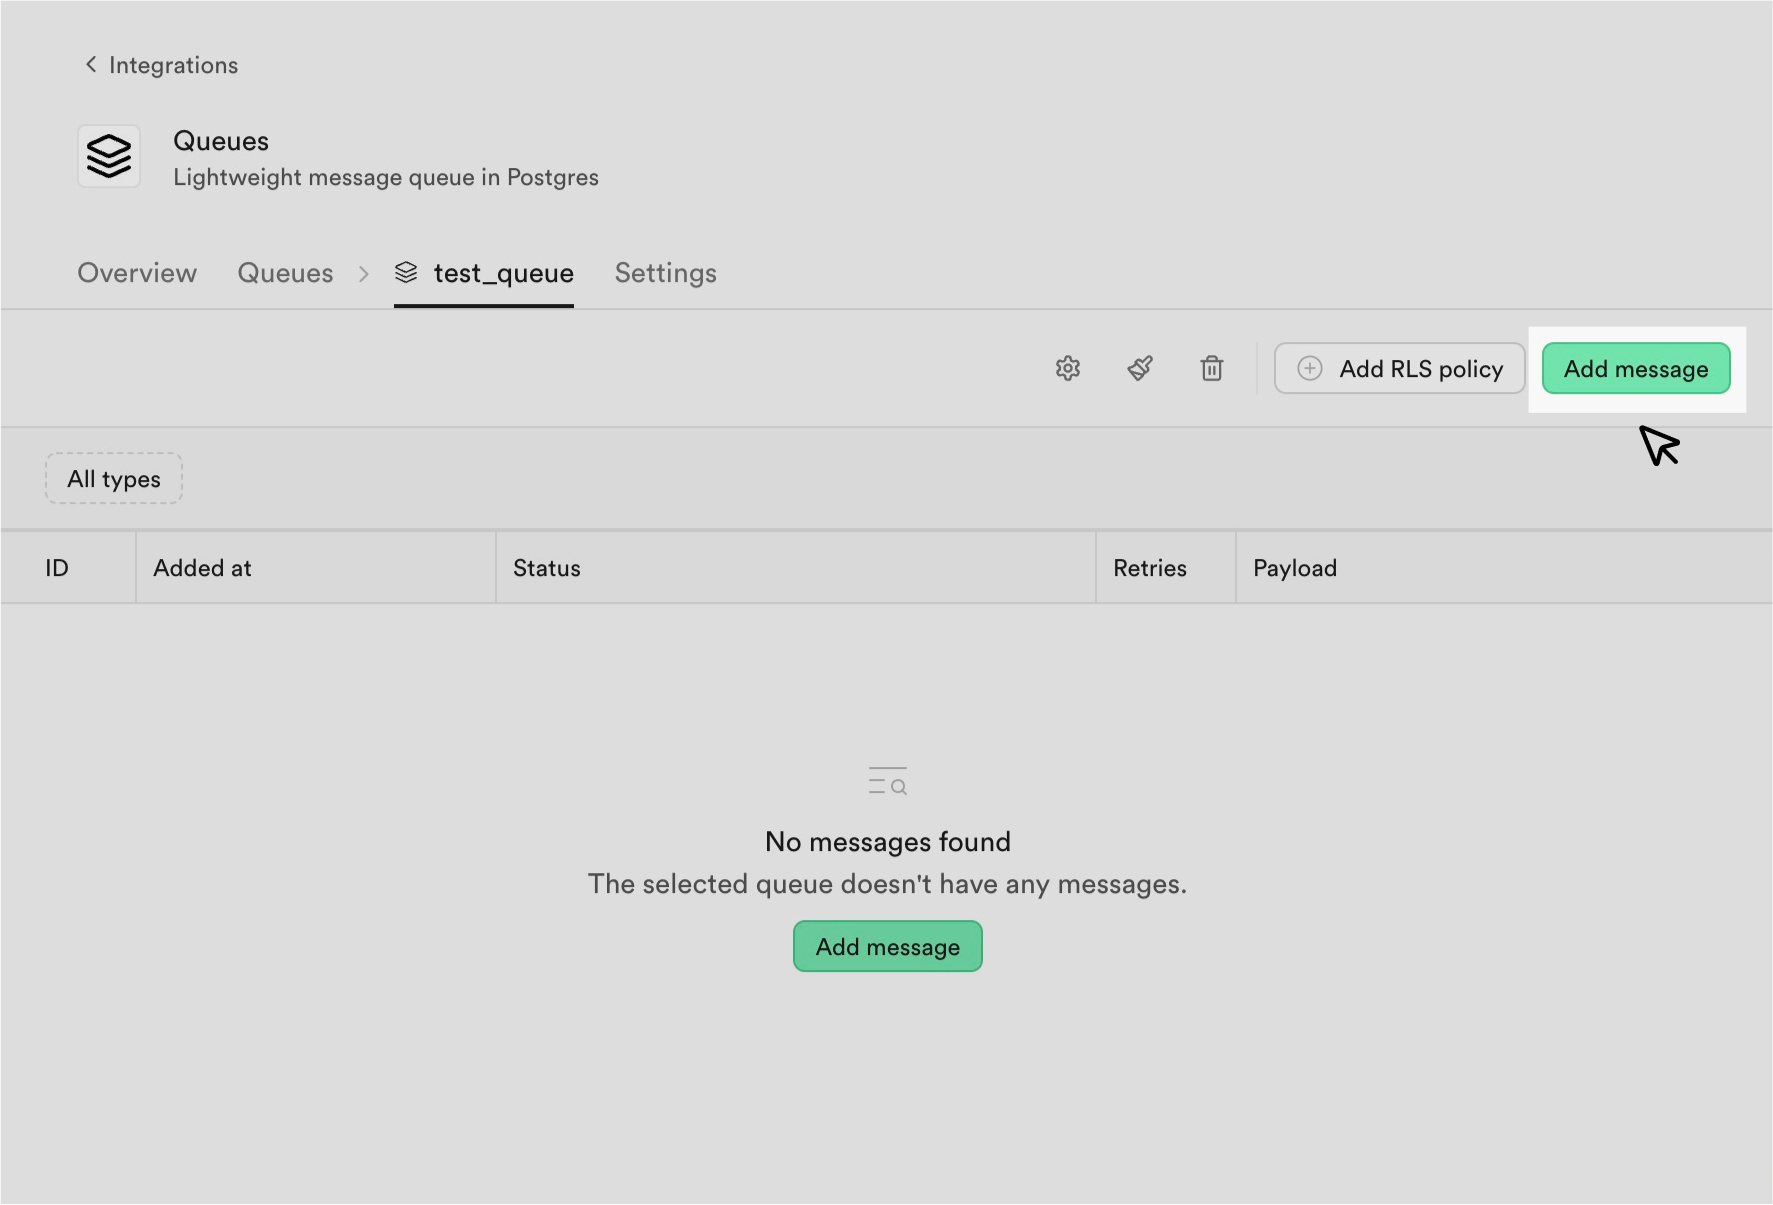 Integrations
Queues
Lightweight message queue in Postgres
Overview Queues test_queue Settings
Add RLS policy Add message
All types
ID Added at Status Retries Payload
No messages found
The selected queue doesn't have any messages.
Add message